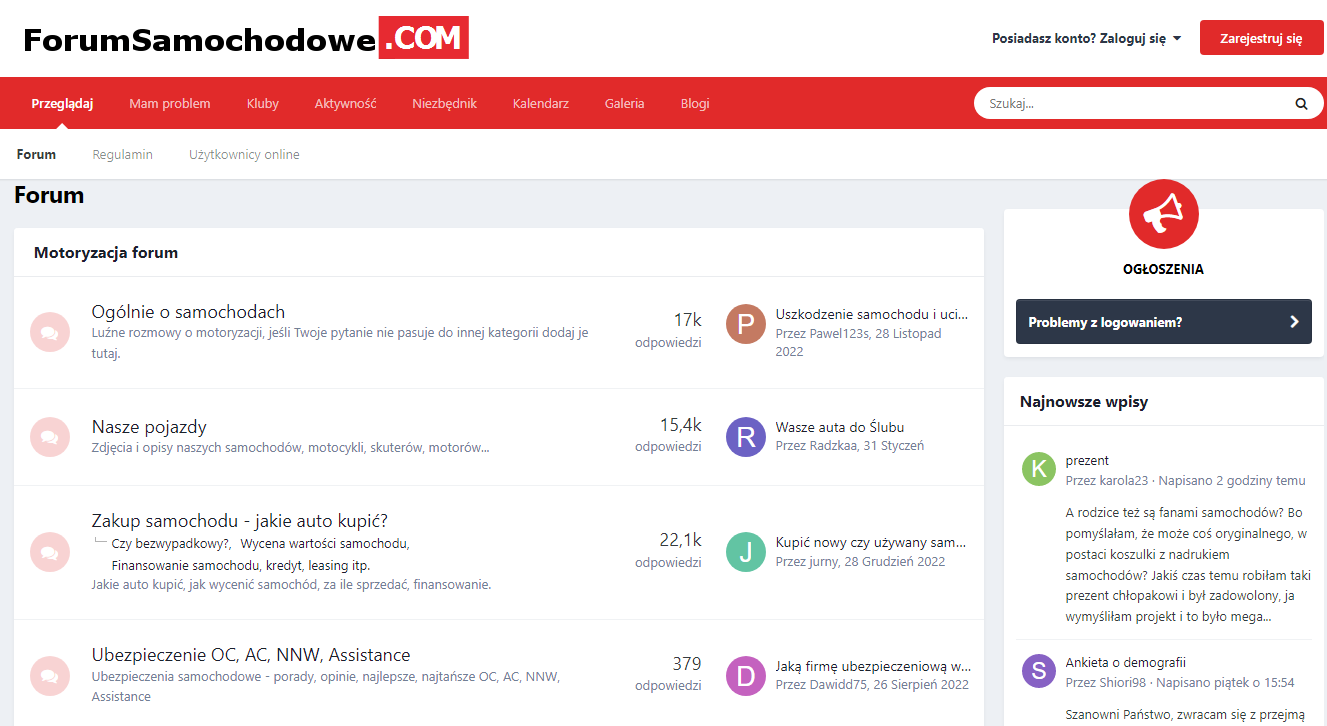 ForumSamochodowe.COM
Posiadasz konto? Zaloguj się
Zarejestruj się
Przeglądaj
Mam problem
Kluby
Aktywność
Niezbędnik
Kalendarz
Galeria
Blogi
Szukaj...
Forum
Regulamin
Użytkownicy online
Forum
Motoryzacja forum
Ogólnie o samochodach
Luźne rozmowy o motoryzacji, jeśli Twoje pytanie nie pasuje do innej kategorii dodaj je
tutaj.
17k
odpowiedzi
P
Uszkodzenie samochodu i uci...
Przez Pawel123s, 28 Listopad
2022
Nasze pojazdy
Zdjęcia i opisy naszych samochodów, motocykli, skuterów, motorów...
15,4k
odpowiedzi
R
Wasze auta do Ślubu
Przez Radzkaa, 31 Styczeń
Zakup samochodu - jakie auto kupić?
Czy bezwypadkowy?, Wycena wartości samochodu,
Finansowanie samochodu, kredyt, leasing itp.
Jakie auto kupić, jak wycenić samochód, za ile sprzedać, finansowanie.
22,1k
odpowiedzi
J
Kupić nowy czy używany sam...
Przez jurny, 28 Grudzień 2022
Ubezpieczenie OC, AC, NNW, Assistance
Ubezpieczenia samochodowe - porady, opinie, najlepsze, najtańsze OC, AC, NNW,
Assistance
379
odpowiedzi
D
Jaką firmę ubezpieczeniową w...
Przez Dawidd75, 26 Sierpień 2022
OGŁOSZENIA
Problemy z logowaniem?
Najnowsze wpisy
K
prezent
Przez karola23 · Napisano 2 godziny temu
A rodzice też są fanami samochodów? Bo
pomyślałam, że może coś oryginalnego, w
postaci koszulki z nadrukiem
samochodów? Jakiś czas temu robiłam taki
prezent chłopakowi i był zadowolony, ja
wymyśliłam projekt i to było mega...
S
Ankieta o demografii
Przez Shiori98 · Napisano piątek o 15:54
Szanowni Państwo, zwracam się z przejmą